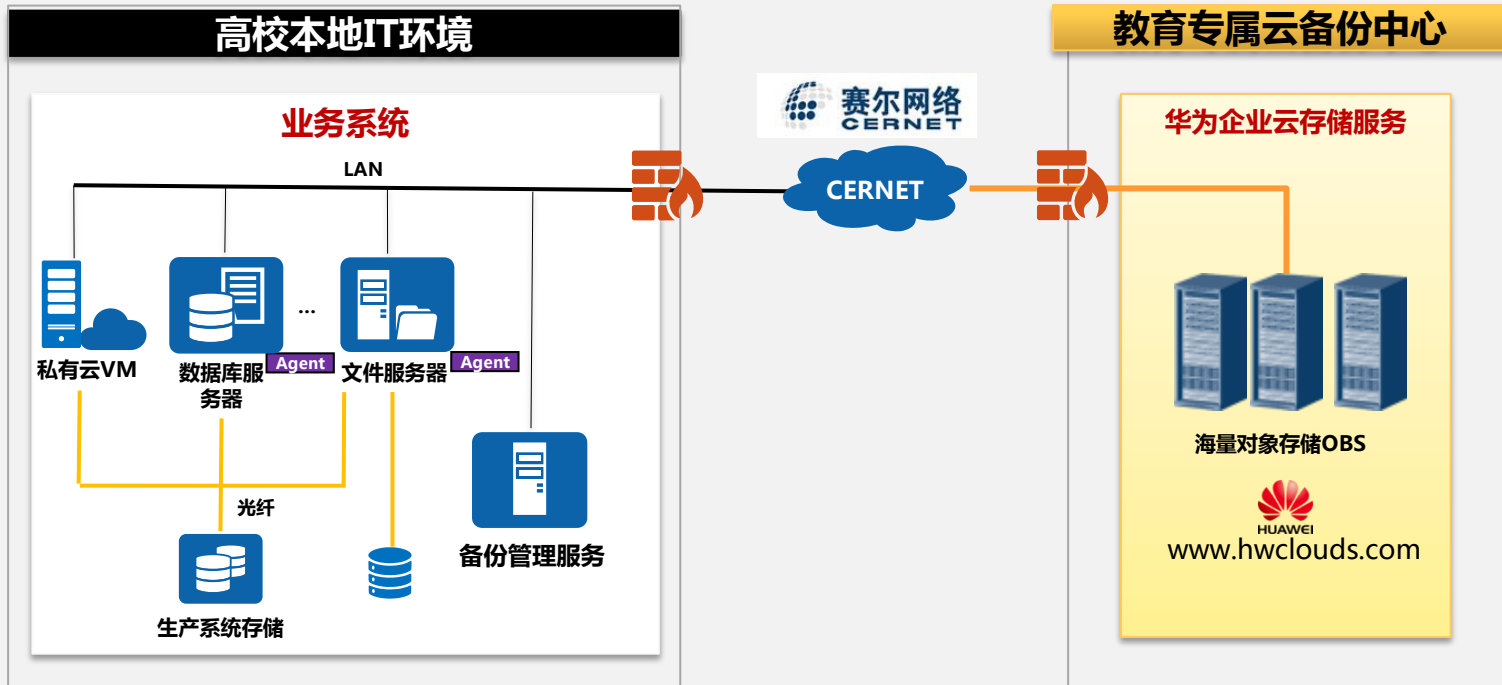 高校本地IT环境
教育专属云备份中心
赛尔网络
CERNET
业务系统
华为企业云存储服务
LAN
CERNET
...
私有云VM
数据库服
务器
Agent
文件服务器
Agent
海量对象存储OBS
光纤
HUAWEI
www.hwclouds.com
备份管理服务
生产系统存储